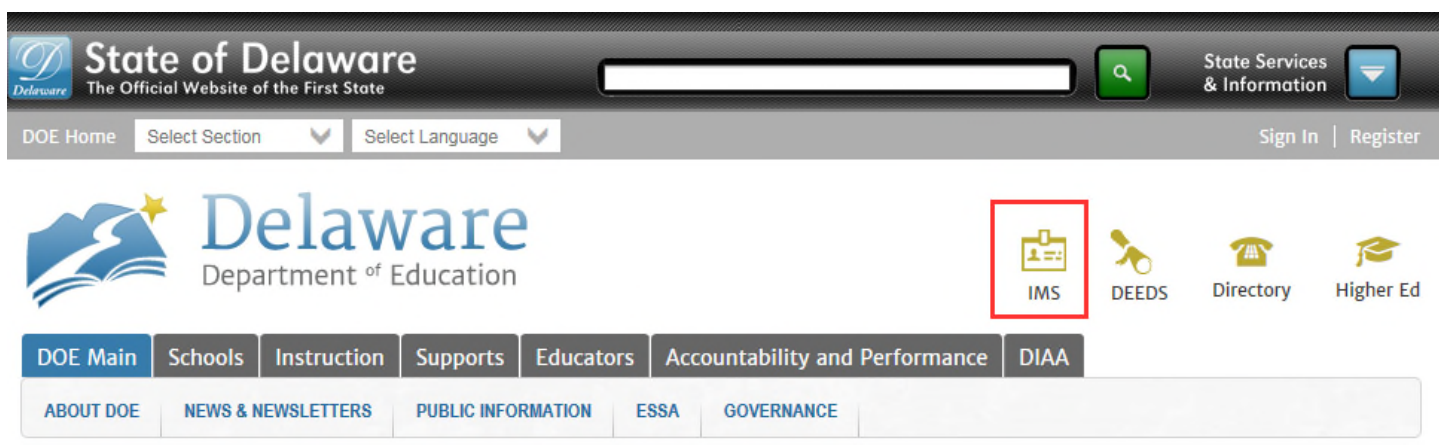 State of Delaware
Delaware
The Official Website of the First State
State Services
& Information
DOE Home Select Section Select Language Sign In | Register
Delaware
Department of Education
IMS DEEDS Directory Higher Ed
DOE Main Schools Instruction Supports Educators Accountability and Performance DIAA
ABOUT DOE NEWS & NEWSLETTERS PUBLIC INFORMATION ESSA GOVERNANCE